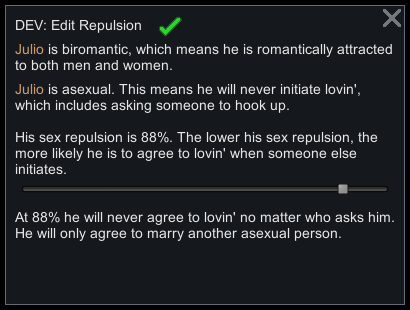 DEV: Edit Repulsion
Julio is biromantic, which means he is romantically attracted
to both men and women.
Julio is asexual. This means he will never initiate lovin',
which includes asking someone to hook up.
His sex repulsion is 88%. The lower his sex repulsion, the
more likely he is to agree to lovin' when someone else
initiates.
At 88% he will never agree to lovin' no matter who asks him.
He will only agree to marry another asexual person.